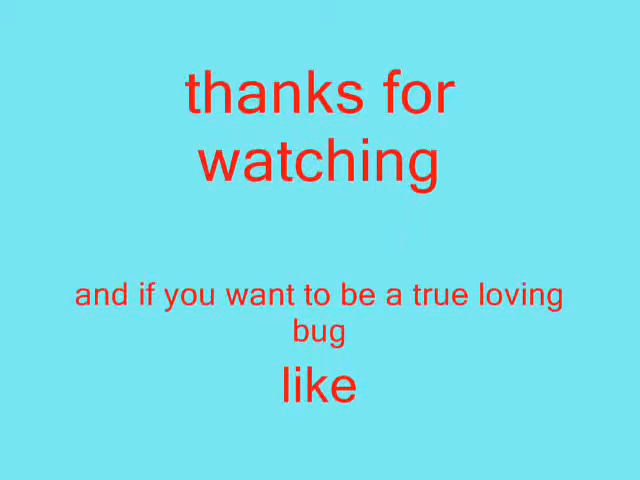 thanks for
watching
and if you want to be a true loving
bug
like